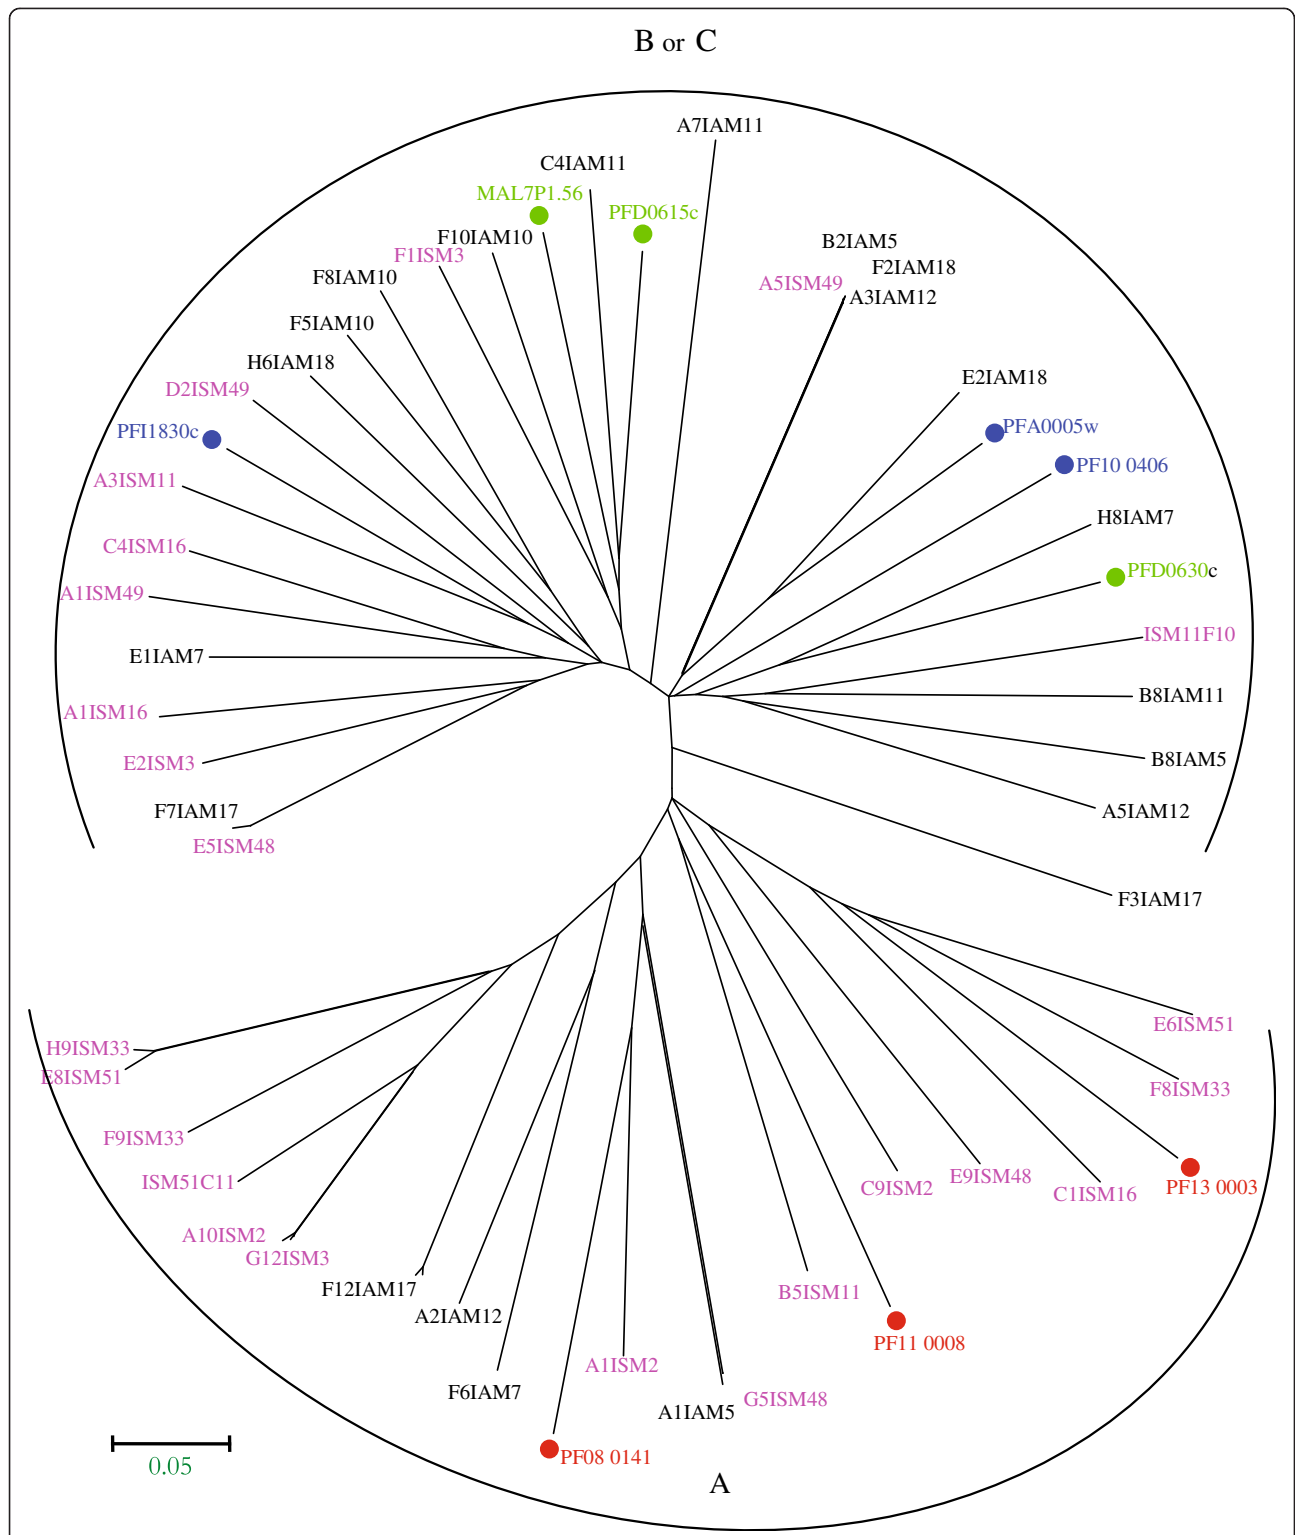 B or C
A7IAM11
C4IAM11
MAL7P1.56
PFD0615c
F10IAM10
F1ISM3
B2IAM5
F2IAM18
A5ISM49
A3IAM12
F8IAM10
F5IAM10
H6IAM18
E2IAM18
D2ISM49
PFI1830c
PFA0005w
PF10 0406
A3ISM11
H8IAM7
C4ISM16
PFD0630c
A1ISM49
ISM11F10
E1IAM7
B8IAM11
A1ISM16
E2ISM3
B8IAM5
F7IAM17
A5IAM12
E5ISM48
F3IAM17
E6ISM51
H9ISM33
E8ISM51
F8ISM33
F9ISM33
ISM51C11
C9ISM2
E9ISM48
C1ISM16
PF13 0003
A10ISM2
G12ISM3
F12IAM17
B5ISM11
A2IAM12
PF11 0008
A1ISM2
F6IAM7
G5ISM48
A1IAM5
PF08 0141
0.05
A